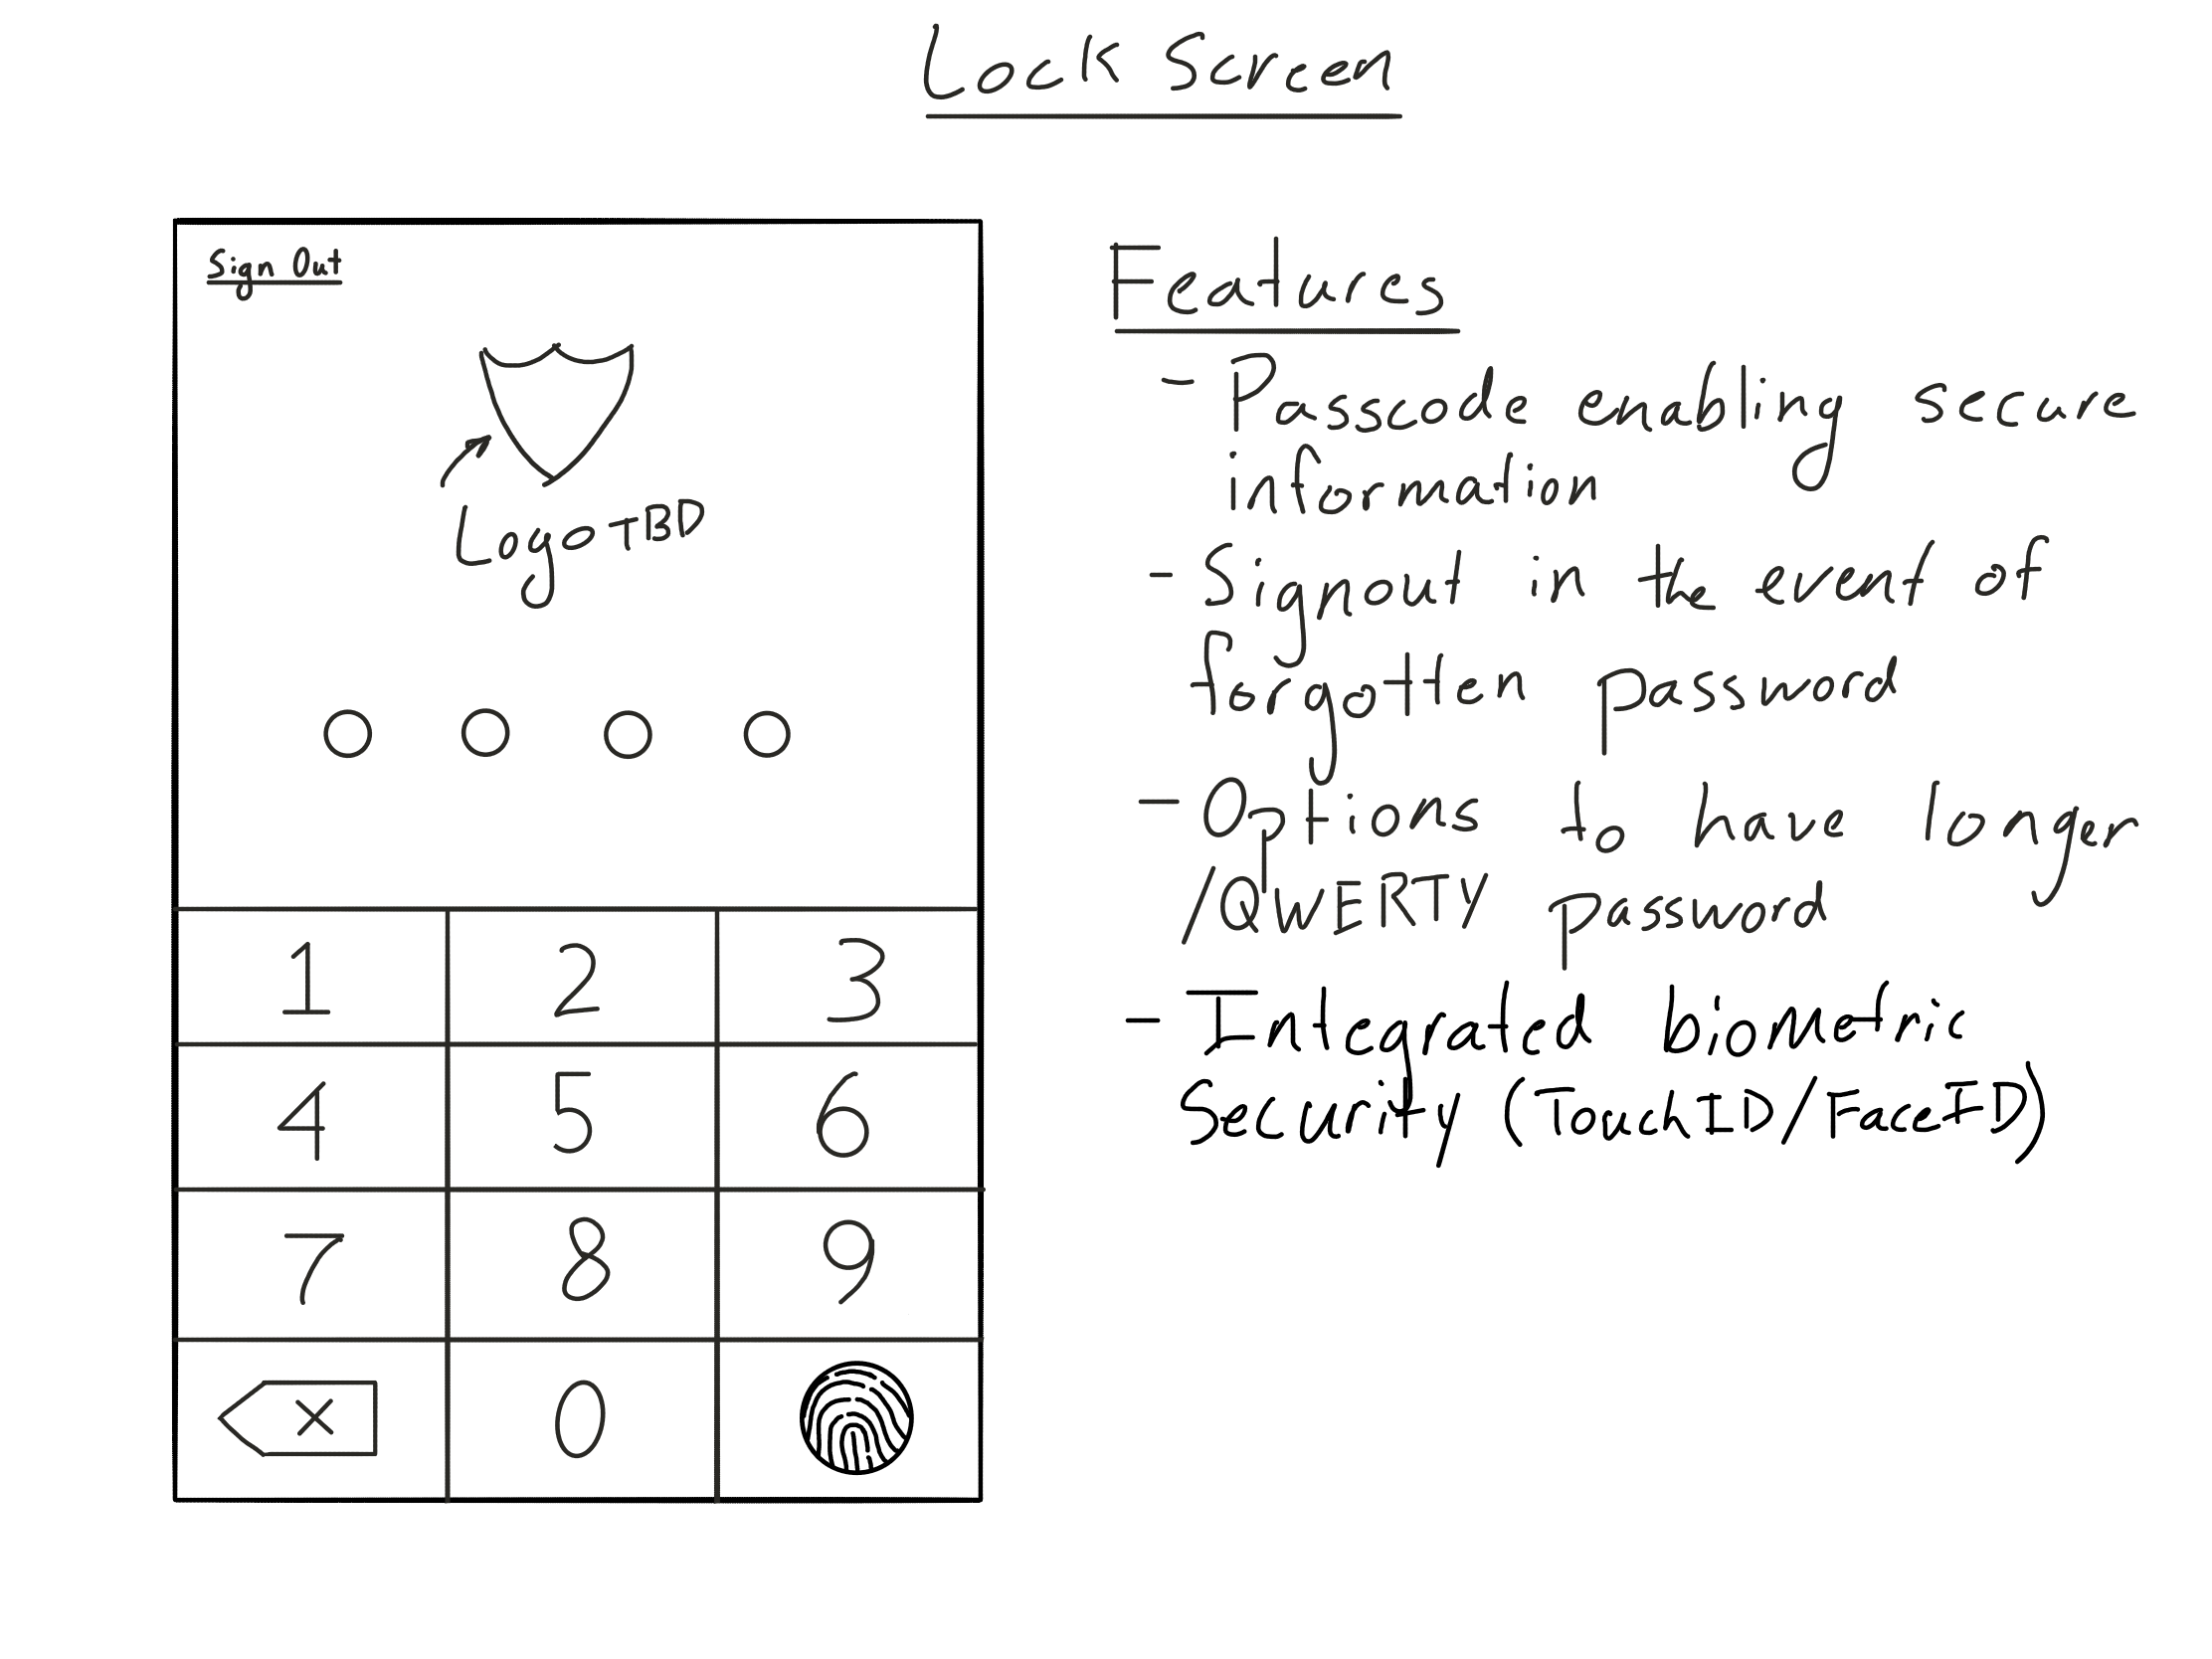 Lock Screen
Sign Out
Logo TBD
1 2 3
4 5 6
7 8 9
X 0
Features
- Passcode enabling secure
information
- Signout in the event of
forgotten password
- Options to have longer
/QWERTY password
- Integrated biometric
Security (TouchID/FaceID)